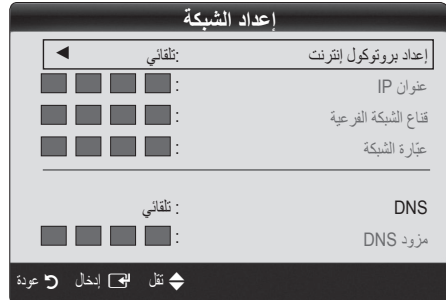 إعداد الشبكة
إعداد بروتوكول إنترنت :تلقائي ◄
عنوان IP :
قناع الشبكة الفرعية :
عبّارة الشبكة :
DNS : تلقائي
مزود DNS :
نقل إدخال عودة